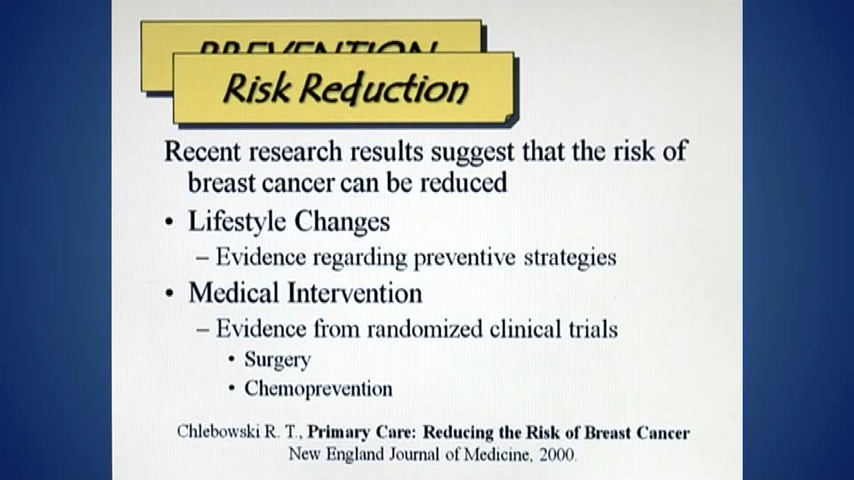 PREVENTION
Risk Reduction
Recent research results suggest that the risk of
breast cancer can be reduced
• Lifestyle Changes
– Evidence regarding preventive strategies
• Medical Intervention
– Evidence from randomized clinical trials
• Surgery
• Chemoprevention
Chlebowski R. T., Primary Care: Reducing the Risk of Breast Cancer
New England Journal of Medicine, 2000.